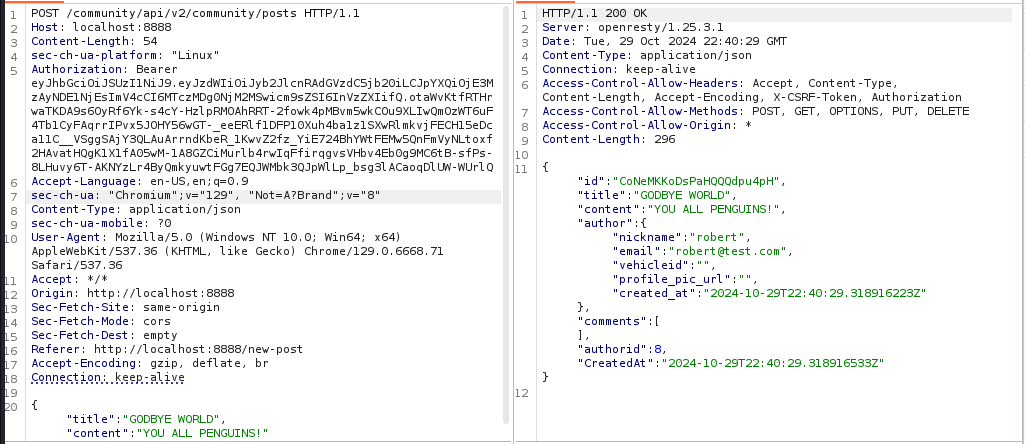 1 POST /community/api/v2/community/posts HTTP/1.1
2 Host: localhost:8888
3 Content-Length: 54
4 sec-ch-ua-platform: "Linux"
5 Authorization: Bearer
eyJhbGciOiJSUzI1NiJ9.eyJzdWIiOiJyb2JlcnRAdGVzdC5jb20iLCJpYXQiOjE3M
zAyNDE1NjEsImV4cCI6MTczMDg0NjM2MSwicm9sZSI6InVzZXIifQ.otaWvKtfRTHr
6 Accept-Language: en-US,en;q=0.9
7 sec-ch-ua: "Chromium";v="129", "Not=A?Brand";v="8"
8 Content-Type: application/json
9 sec-ch-ua-mobile: ?0
10 User-Agent: Mozilla/5.0 (Windows NT 10.0; Win64; x64)
AppleWebKit/537.36 (KHTML, like Gecko) Chrome/129.0.6668.71
Safari/537.36
11 Accept: */*
12 Origin: http://localhost:8888
13 Sec-Fetch-Site: same-origin
14 Sec-Fetch-Mode: cors
15 Sec-Fetch-Dest: empty
16 Referer: http://localhost:8888/new-post
17 Accept-Encoding: gzip, deflate, br
18 Connection: keep-alive
19
20 {
"title":"GODBYE WORLD",
"content":"YOU ALL PENGUINS!"
1 HTTP/1.1 200 OK
2 Server: openresty/1.25.3.1
3 Date: Tue, 29 Oct 2024 22:40:29 GMT
4 Content-Type: application/json
5 Connection: keep-alive
6 Access-Control-Allow-Headers: Accept, Content-Type,
Content-Length, Accept-Encoding, X-CSRF-Token, Authorization
7 Access-Control-Allow-Methods: POST, GET, OPTIONS, PUT, DELETE
8 Access-Control-Allow-Origin: *
9 Content-Length: 296
10
11 {
"id":"CoNeMKKoDsPaHQQQdpu4pH",
"title":"GODBYE WORLD",
"content":"YOU ALL PENGUINS!",
"author":{
"nickname":"robert",
"email":"robert@test.com",
"vehicleid":"",
"profile_pic_url":"",
"created_at":"2024-10-29T22:40:29.318916223Z"
},
"comments":[
],
"authorid":8,
"CreatedAt":"2024-10-29T22:40:29.318916533Z"
}
12